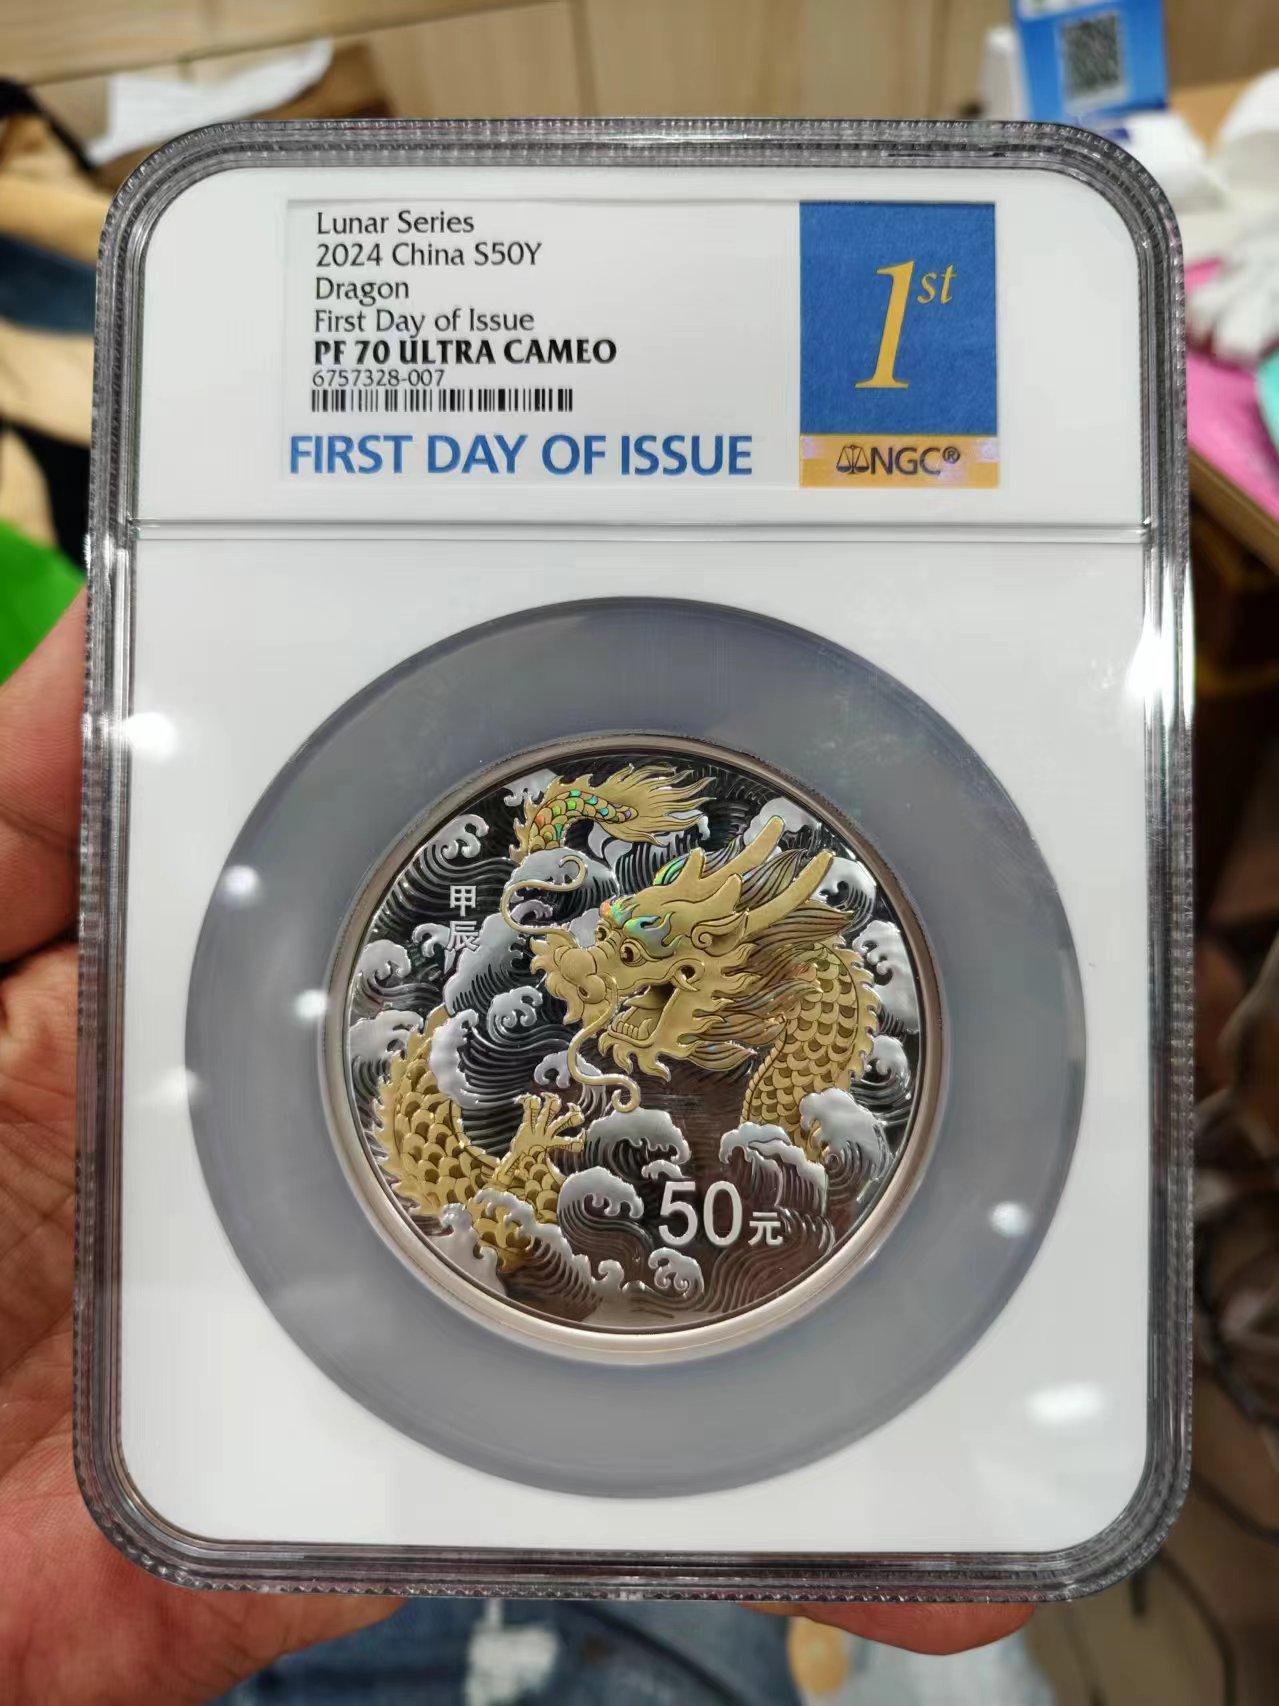 Lunar Series
2024 China S50Y
Dragon
First Day of Issue
PF 70 ULTRA CAMEO
6757328-007
FIRST DAY OF ISSUE
1st
NGC®
甲辰
50元